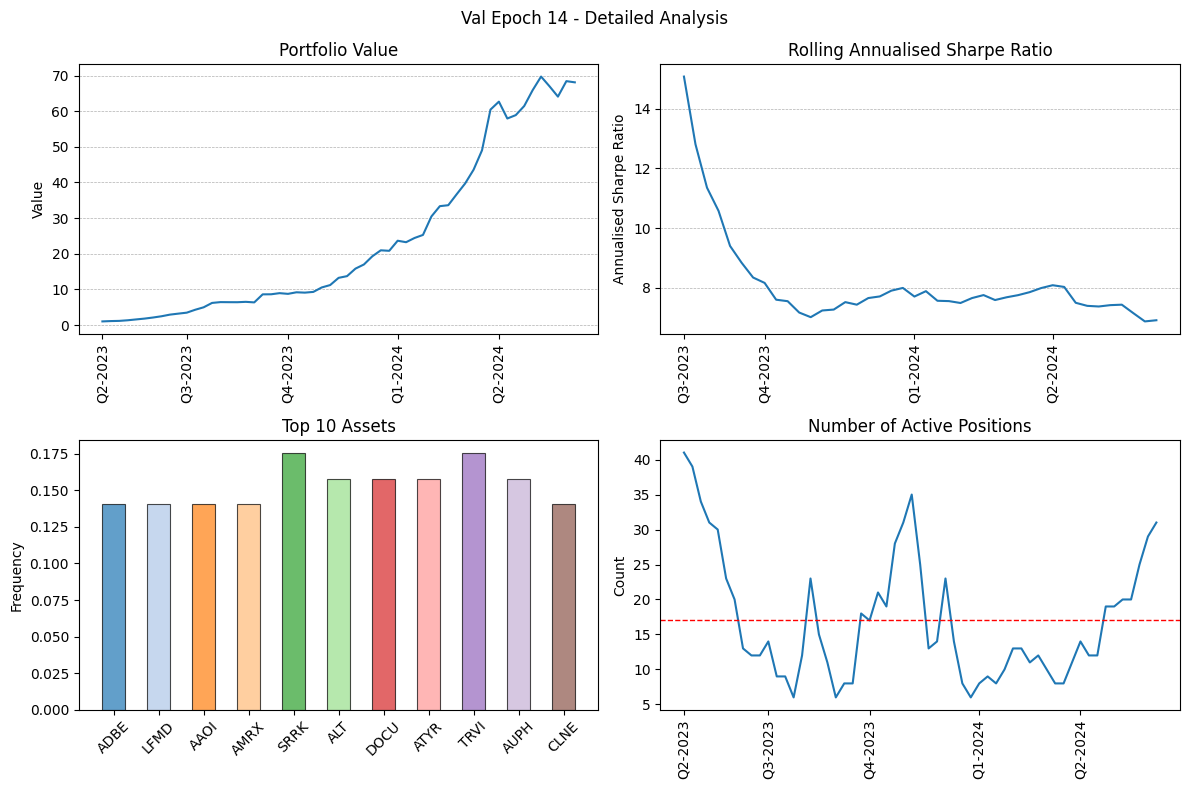 Val Epoch 14 - Detailed Analysis
Portfolio Value
Value
70
60
50
40
30
20
10
0
Q2-2023
Q3-2023
Q4-2023
Q1-2024
Q2-2024
Rolling Annualised Sharpe Ratio
Annualised Sharpe Ratio
14
12
10
8
Q3-2023
Q4-2023
Q1-2024
Q2-2024
Top 10 Assets
Frequency
0.175
0.150
0.125
0.100
0.075
0.050
0.025
0.000
ADBE
LFMD
AAOI
AMRX
SRRK
ALT
DOCU
ATYR
TRVI
AUPH
CLNE
Number of Active Positions
Count
40
35
30
25
20
15
10
5
Q2-2023
Q3-2023
Q4-2023
Q1-2024
Q2-2024